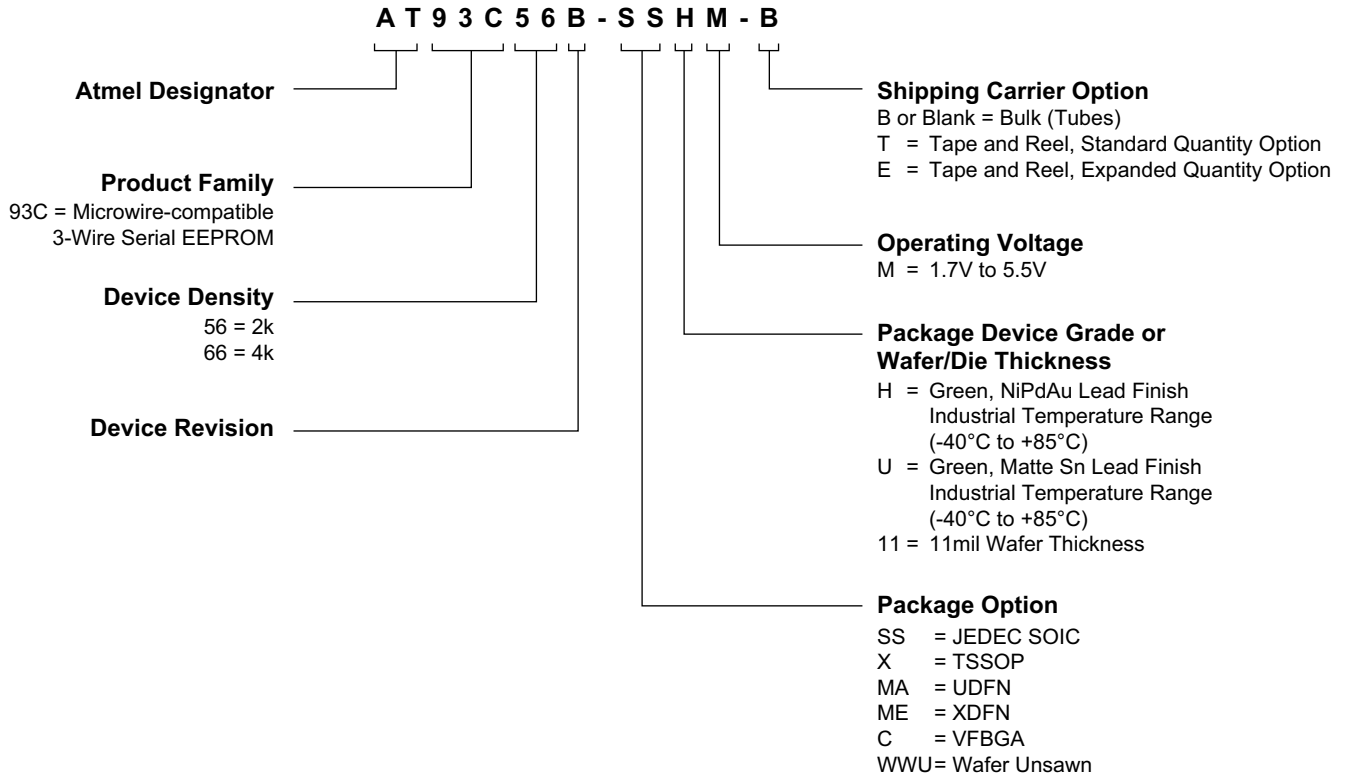 AT93C56B-SSHM-B
Atmel Designator
Product Family
93C = Microwire-compatible
3-Wire Serial EEPROM
Device Density
56 = 2k
66 = 4k
Device Revision
Shipping Carrier Option
B or Blank = Bulk (Tubes)
T = Tape and Reel, Standard Quantity Option
E = Tape and Reel, Expanded Quantity Option
Operating Voltage
M = 1.7V to 5.5V
Package Device Grade or
Wafer/Die Thickness
H = Green, NiPdAu Lead Finish
Industrial Temperature Range
(-40°C to +85°C)
U = Green, Matte Sn Lead Finish
Industrial Temperature Range
(-40°C to +85°C)
11 = 11mil Wafer Thickness
Package Option
SS = JEDEC SOIC
X = TSSOP
MA = UDFN
ME = XDFN
C = VFBGA
WWU= Wafer Unsawn